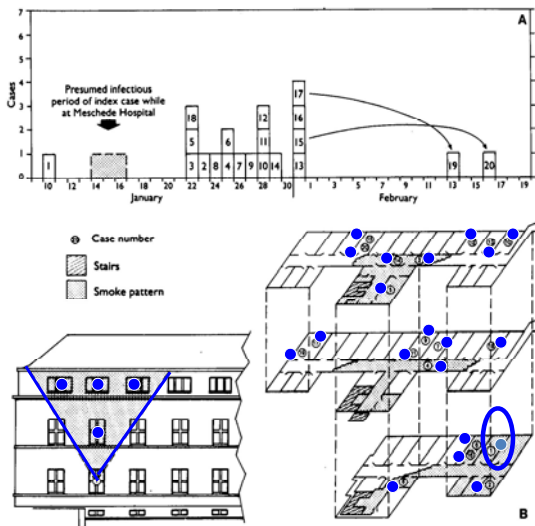 A
7
6
5
4
3
2
1
0
Cases
Presumed infectious
period of index case while
at Meschede Hospital
17
18 12 16
5 6 11 15
1 3 2 8 4 7 9 10 14 13 19 20
10 12 14 16 18 20 22 24 26 28 30 1 3 5 7 9 11 13 15 17 19
January February
Case number
Stairs
Smoke pattern
B